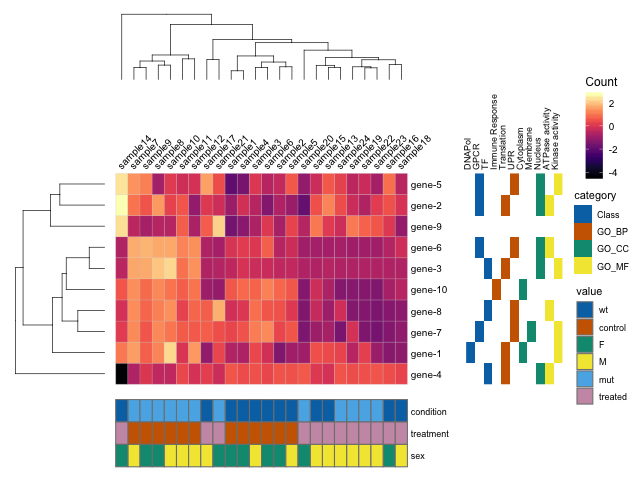 sample14
sample7
sample9
sample8
sample10
sample11
sample12
sample17
sample21
sample1
sample4
sample3
sample6
sample2
sample5
sample20
sample15
sample13
sample24
sample19
sample22
sample23
sample16
sample18
DNAPol
GPCR
TF
Immune Response
Translation
UPR
Cytoplasm
Membrane
Nucleus
ATPase activity
Kinase activity
gene-5
gene-2
gene-9
gene-6
gene-3
gene-10
gene-8
gene-7
gene-1
gene-4
condition
treatment
sex
Count
2
0
-2
-4
category
Class
GO_BP
GO_CC
GO_MF
value
wt
control
F
M
mut
treated